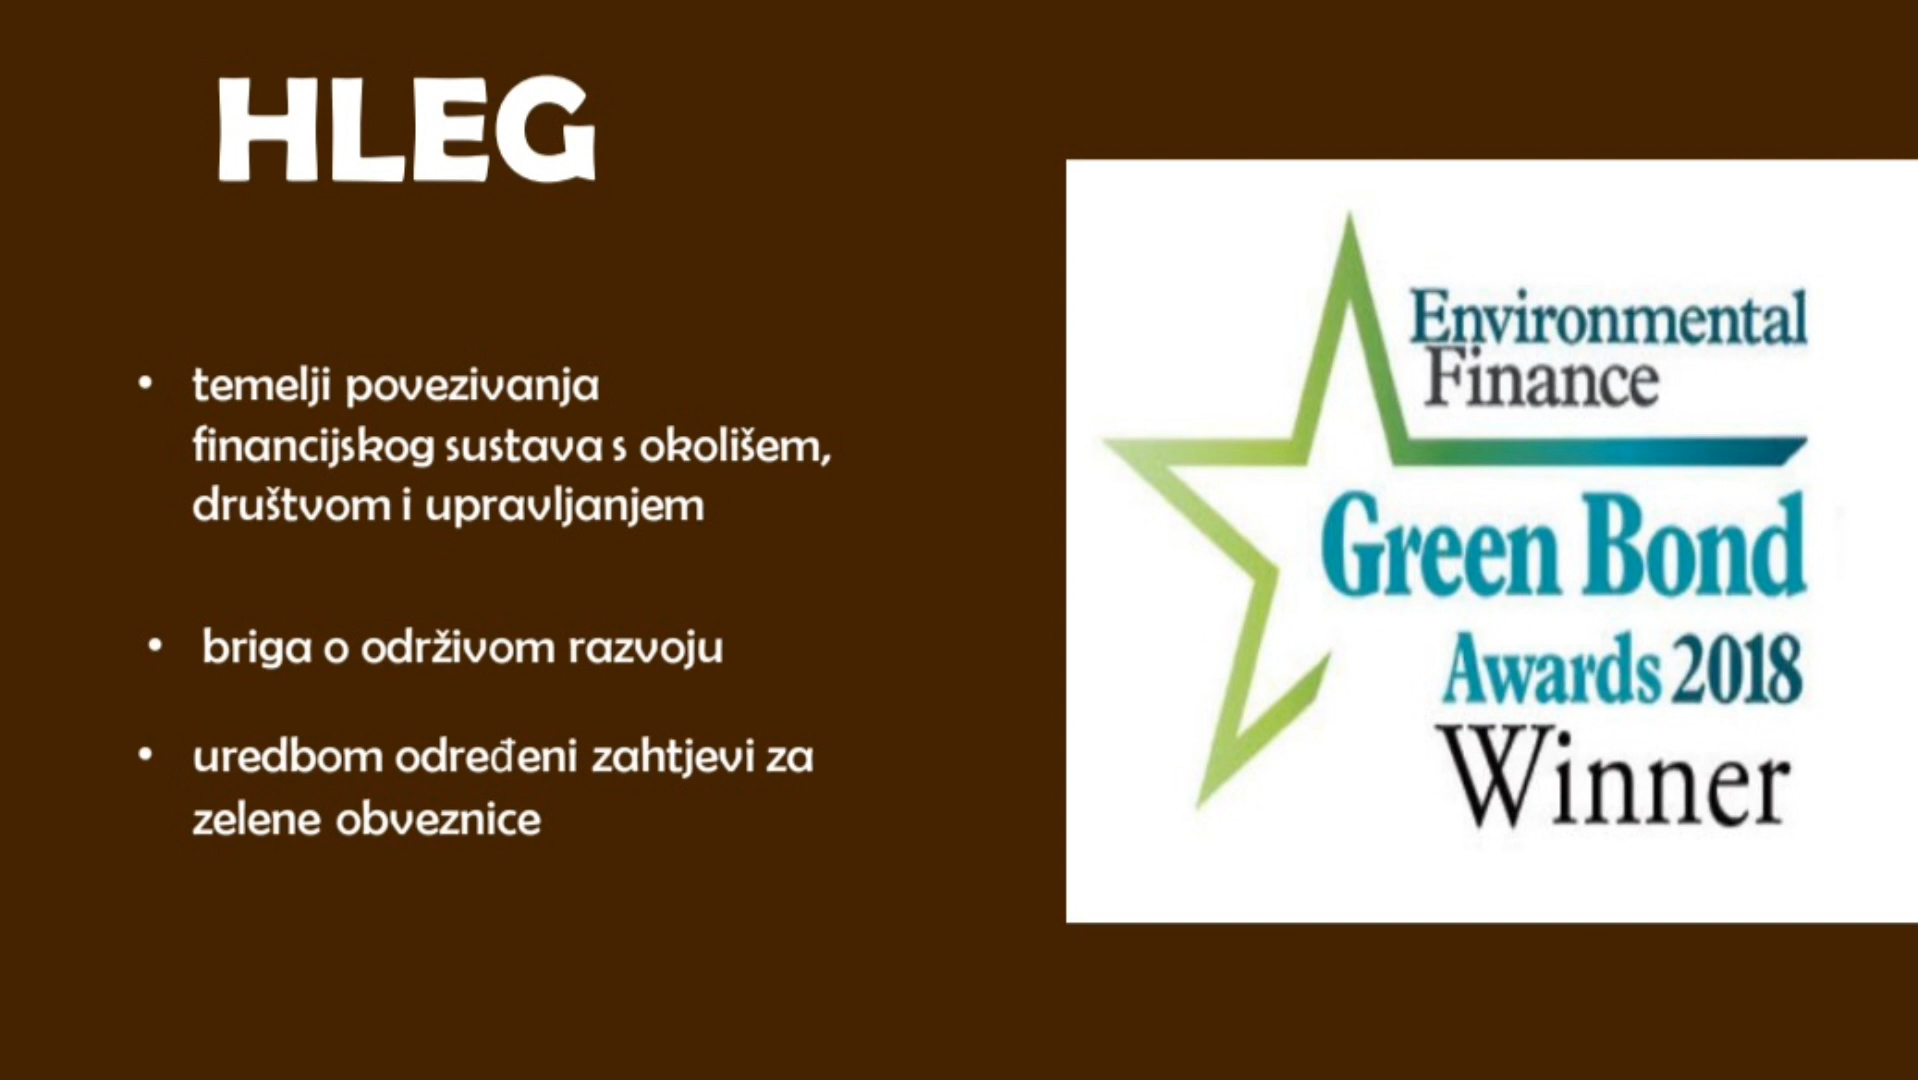 HLEG
• temelji povezivanja
financijskog sustava s okolišem,
društvom i upravljanjem
• briga o održivom razvoju
• uredbom određeni zahtjevi za
zelene obveznice
Environmental
Finance
Green Bond
Awards 2018
Winner